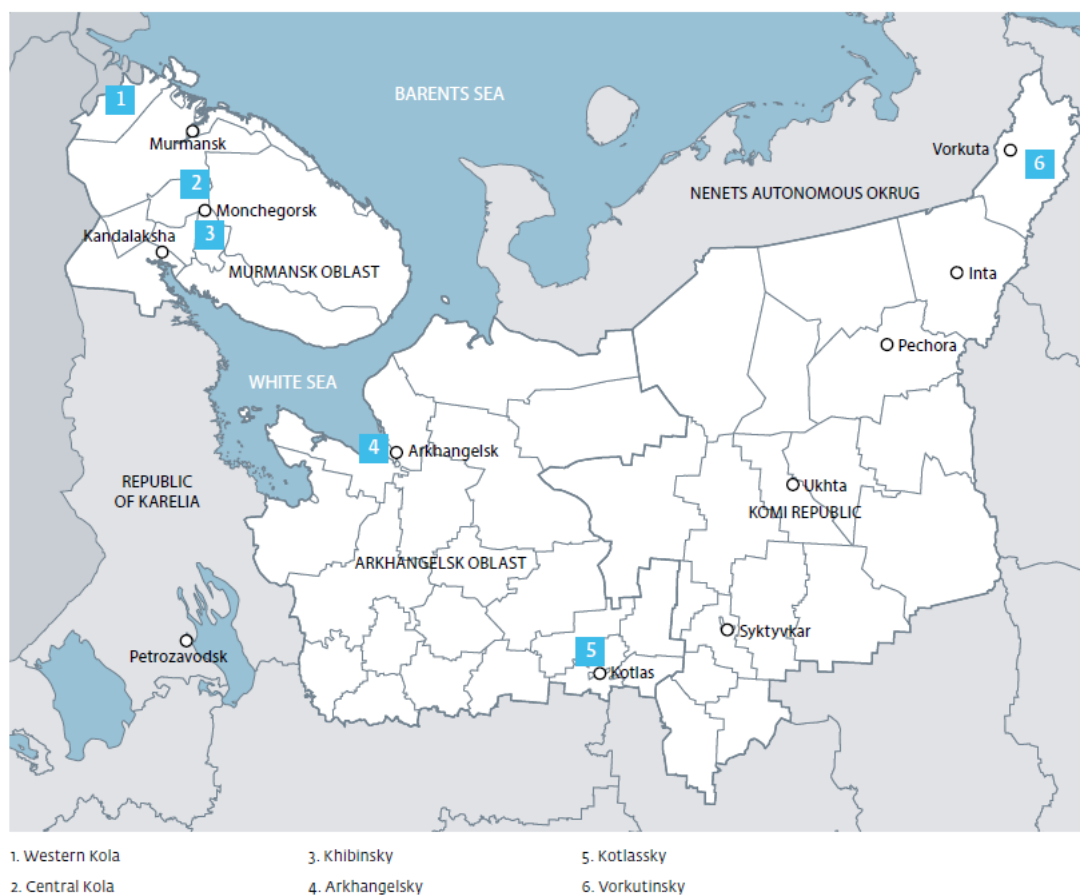 BARENTS SEA
1
Murmansk
Vorkuta
6
2
NENETS AUTONOMOUS OKRUG
Monchegorsk
3
Kandalaksha
MURMANSK OBLAST
Inta
Pechora
WHITE SEA
4
Arkhangelsk
REPUBLIC
OF KARELIA
Ukhta
KOMI REPUBLIC
ARKHANGELSK OBLAST
Syktyvkar
5
Petrozavodsk
Kotlas
1. Western Kola
2. Central Kola
3. Khibinsky
4. Arkhangelsky
5. Kotlassky
6. Vorkutinsky